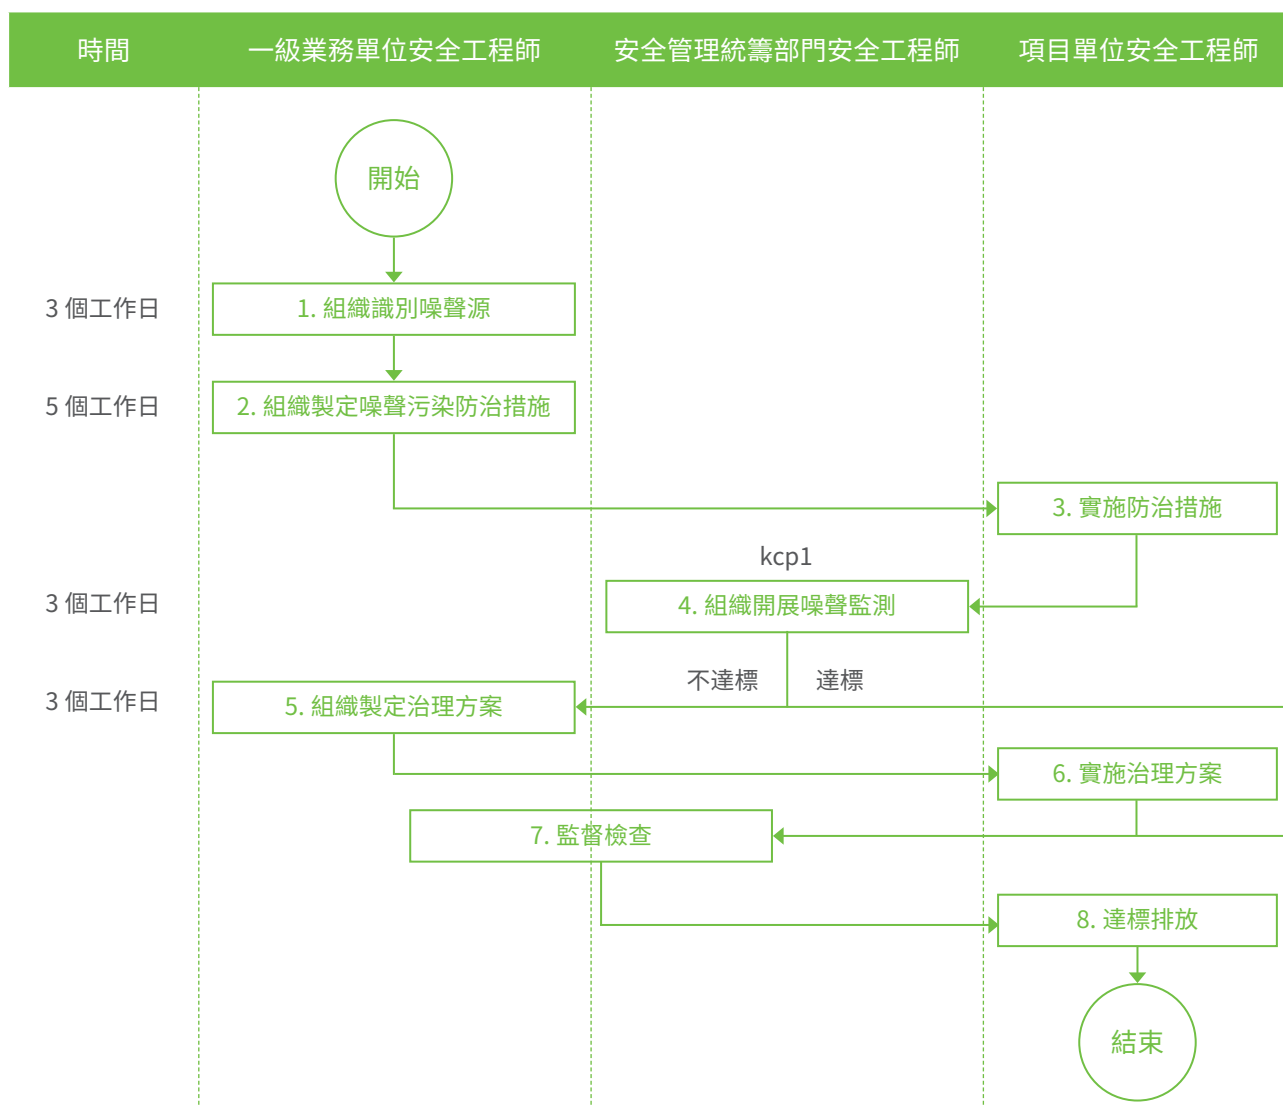 時間
一級業務單位安全工程師
安全管理統籌部門安全工程師
項目單位安全工程師
開始
3 個工作日
1. 組織識別噪聲源
5 個工作日
2. 組織製定噪聲污染防治措施
3. 實施防治措施
kcp1
3 個工作日
4. 組織開展噪聲監測
不達標
達標
3 個工作日
5. 組織製定治理方案
6. 實施治理方案
7. 監督檢查
8. 達標排放
結束